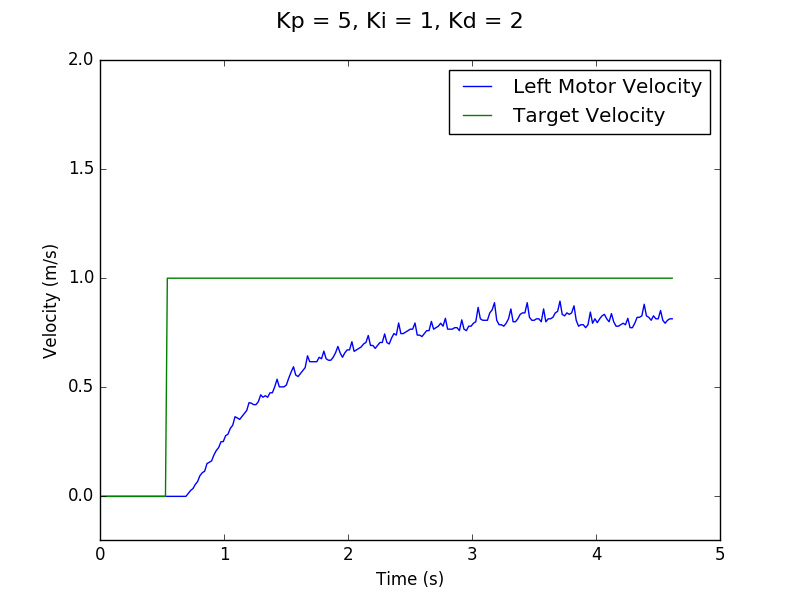 Kp = 5, Ki = 1, Kd = 2
2.0
Left Motor Velocity
Target Velocity
1.5
1.0
Velocity (m/s)
0.5
0.0
0 1 2 3 4 5
Time (s)